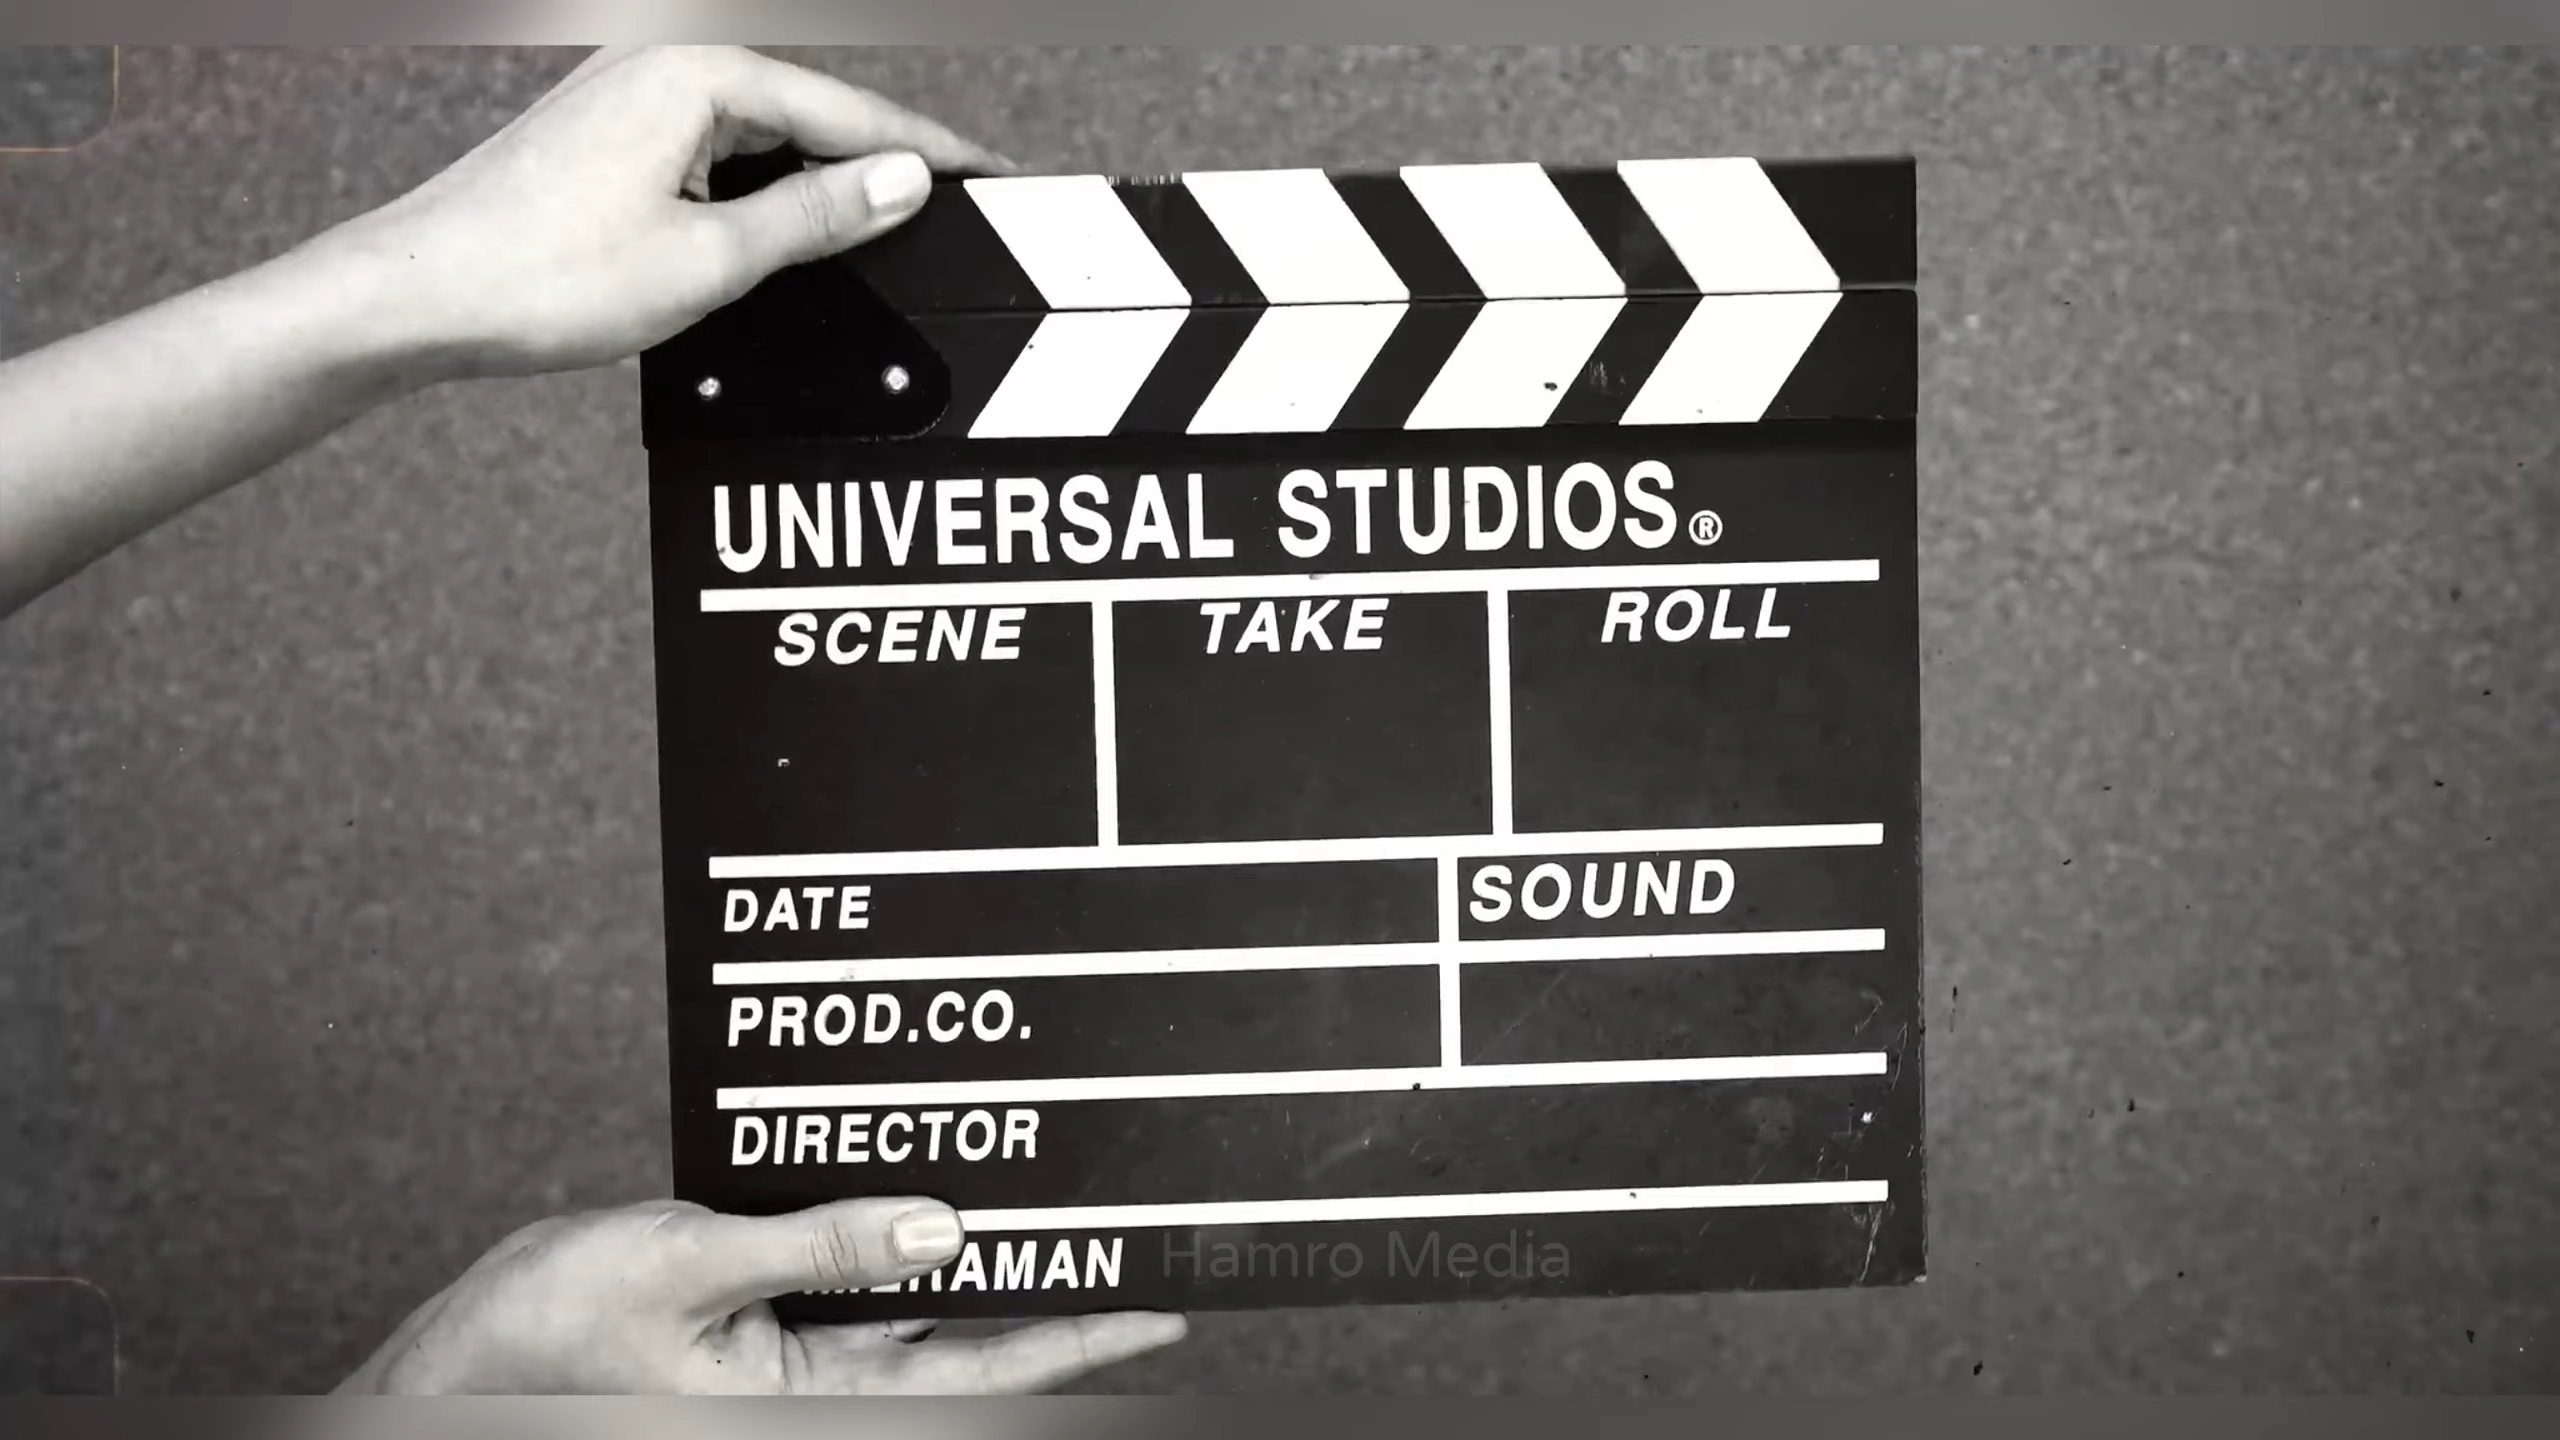 UNIVERSAL STUDIOS®
SCENE TAKE ROLL
DATE SOUND
PROD.CO.
DIRECTOR
Hamro Media